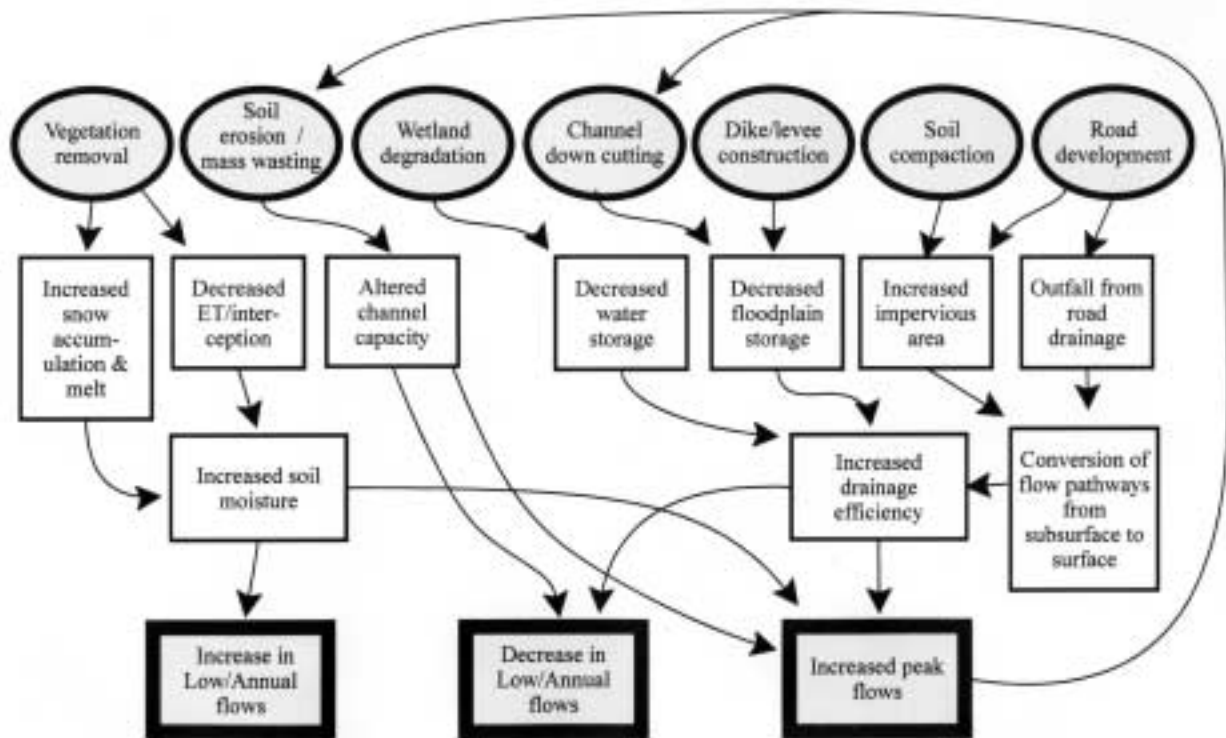 Vegetation
removal
Soil
erosion /
mass wasting
Wetland
degradation
Channel
down cutting
Dike/levee
construction
Soil
compaction
Road
development
Increased
snow
accum-
ulation &
melt
Decreased
ET/inter-
ception
Altered
channel
capacity
Decreased
water
storage
Decreased
floodplain
storage
Increased
impervious
area
Outfall from
road
drainage
Increased soil
moisture
Increased
drainage
efficiency
Conversion of
flow pathways
from
subsurface to
surface
Increase in
Low/Annual
flows
Decrease in
Low/Annual
flows
Increased peak
flows